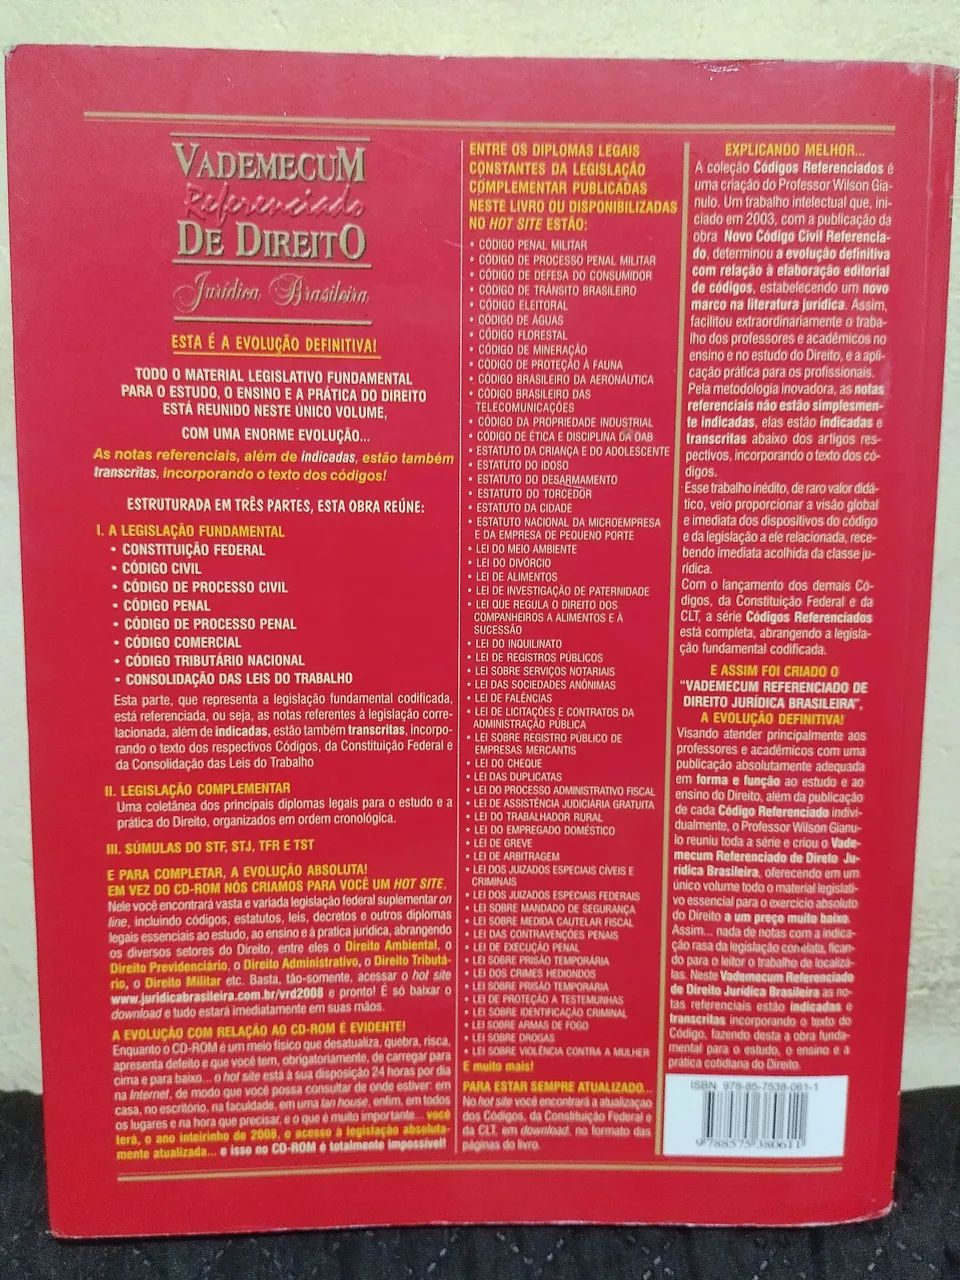 VADEMECUM
Referenciado
DE DIREITO
Jurídica Brasileira
ESTA É A EVOLUÇÃO DEFINITIVA!
TODO O MATERIAL LEGISLATIVO FUNDAMENTAL
PARA O ESTUDO, O ENSINO E A PRÁTICA DO DIREITO
ESTÁ REUNIDO NESTE ÚNICO VOLUME,
COM UMA ENORME EVOLUÇÃO...
As notas referenciais, além de indicadas, estão também
transcritas, incorporando o texto dos códigos!
ESTRUTURADA EM TRÊS PARTES, ESTA OBRA REÚNE:
I. A LEGISLAÇÃO FUNDAMENTAL
• CONSTITUIÇÃO FEDERAL
• CÓDIGO CIVIL
• CÓDIGO DE PROCESSO CIVIL
• CÓDIGO PENAL
• CÓDIGO DE PROCESSO PENAL
• CÓDIGO COMERCIAL
• CÓDIGO TRIBUTÁRIO NACIONAL
• CONSOLIDAÇÃO DAS LEIS DO TRABALHO
Esta parte, que representa a legislação fundamental codificada,
está referenciada, ou seja, as notas referentes à legislação corre-
lacionada, além de indicadas, estão também transcritas, incorpo-
rando o texto dos respectivos Códigos, da Constituição Federal e
da Consolidação das Leis do Trabalho
II. LEGISLAÇÃO COMPLEMENTAR
Uma coletânea dos principais diplomas legais para o estudo e a
prática do Direito, organizados em ordem cronológica.
III. SÚMULAS DO STF, STJ, TFR E TST
E PARA COMPLETAR, A EVOLUÇÃO ABSOLUTA!
EM VEZ DO CD-ROM NÓS CRIAMOS PARA VOCÊ UM HOT SITE,
Nele você encontrará vasta e variada legislação federal suplementar on
line, incluindo códigos, estatutos, leis, decretos e outros diplomas
legais essenciais ao estudo, ao ensino e à pratica jurídica, abrangendo
os diversos setores do Direito, entre eles o Direito Ambiental, o
Direito Previdenciário, o Direito Administrativo, o Direito Tributá-
rio, o Direito Militar etc. Basta, tão-somente, acessar o hot site
www.juridicabrasileira.com.br/vrd2008 e pronto! É só baixar o
download e tudo estará imediatamente em suas mãos.
A EVOLUÇÃO COM RELAÇÃO AO CD-ROM É EVIDENTE!
Enquanto o CD-ROM é um meio físico que desatualiza, quebra, risca,
apresenta defeito e que você tem, obrigatoriamente, de carregar para
cima e para baixo... o hot site está à sua disposição 24 horas por dia
na Internet, de modo que você possa consultar de onde estiver: em
casa, no escritório, na faculdade, em uma lan house, enfim, em todos
os lugares e na hora que precisar, e o que é muito importante... você
terá, o ano inteirinho de 2008, o acesso à legislação absoluta-
mente atualizada... e isso no CD-ROM é totalmente impossível!
ENTRE OS DIPLOMAS LEGAIS
CONSTANTES DA LEGISLAÇÃO
COMPLEMENTAR PUBLICADAS
NESTE LIVRO OU DISPONIBILIZADAS
NO HOT SITE ESTÃO:
• CÓDIGO PENAL MILITAR
• CÓDIGO DE PROCESSO PENAL MILITAR
• CÓDIGO DE DEFESA DO CONSUMIDOR
• CÓDIGO DE TRÂNSITO BRASILEIRO
• CÓDIGO ELEITORAL
• CÓDIGO DE ÁGUAS
• CÓDIGO FLORESTAL
• CÓDIGO DE MINERAÇÃO
• CÓDIGO DE PROTEÇÃO À FAUNA
• CÓDIGO BRASILEIRO DA AERONÁUTICA
• CÓDIGO BRASILEIRO DAS
TELECOMUNICAÇÕES
• CÓDIGO DA PROPRIEDADE INDUSTRIAL
• CÓDIGO DE ÉTICA E DISCIPLINA DA OAB
• ESTATUTO DA CRIANÇA E DO ADOLESCENTE
• ESTATUTO DO IDOSO
• ESTATUTO DO DESARMAMENTO
• ESTATUTO DO TORCEDOR
• ESTATUTO DA CIDADE
• ESTATUTO NACIONAL DA MICROEMPRESA
E DA EMPRESA DE PEQUENO PORTE
• LEI DO MEIO AMBIENTE
• LEI DO DIVÓRCIO
• LEI DE ALIMENTOS
• LEI DE INVESTIGAÇÃO DE PATERNIDADE
• LEI QUE REGULA O DIREITO DOS
COMPANHEIROS A ALIMENTOS E À
SUCESSÃO
• LEI DO INQUILINATO
• LEI DE REGISTROS PÚBLICOS
• LEI SOBRE SERVIÇOS NOTARIAIS
• LEI DAS SOCIEDADES ANÔNIMAS
• LEI DE FALÊNCIAS
• LEI DE LICITAÇÕES E CONTRATOS DA
ADMINISTRAÇÃO PÚBLICA
• LEI SOBRE REGISTRO PÚBLICO DE
EMPRESAS MERCANTIS
• LEI DO CHEQUE
• LEI DAS DUPLICATAS
• LEI DO PROCESSO ADMINISTRATIVO FISCAL
• LEI DE ASSISTÊNCIA JUDICIÁRIA GRATUITA
• LEI DO TRABALHADOR RURAL
• LEI DO EMPREGADO DOMÉSTICO
• LEI DE GREVE
• LEI DE ARBITRAGEM
• LEI DOS JUIZADOS ESPECIAIS CÍVEIS E
CRIMINAIS
• LEI DOS JUIZADOS ESPECIAIS FEDERAIS
• LEI SOBRE MANDADO DE SEGURANÇA
• LEI SOBRE MEDIDA CAUTELAR FISCAL
• LEI DAS CONTRAVENÇÕES PENAIS
• LEI DE EXECUÇÃO PENAL
• LEI SOBRE PRISÃO TEMPORÁRIA
• LEI DOS CRIMES HEDIONDOS
• LEI SOBRE PRISÃO TEMPORÁRIA
• LEI DE PROTEÇÃO A TESTEMUNHAS
• LEI SOBRE IDENTIFICAÇÃO CRIMINAL
• LEI SOBRE ARMAS DE FOGO
• LEI SOBRE DROGAS
• LEI SOBRE VIOLÊNCIA CONTRA A MULHER
E muito mais!
PARA ESTAR SEMPRE ATUALIZADO...
No hot site você encontrará a atualização
dos Códigos, da Constituição Federal e
da CLT, em download, no formato das
páginas do livro.
EXPLICANDO MELHOR...
A coleção Códigos Referenciados é
uma criação do Professor Wilson Gia-
nulo. Um trabalho intelectual que, ini-
ciado em 2003, com a publicação da
obra Novo Código Civil Referencia-
do, determinou a evolução definitiva
com relação à elaboração editorial
de códigos, estabelecendo um novo
marco na literatura jurídica. Assim,
facilitou extraordinariamente o traba-
lho dos professores e acadêmicos no
ensino e no estudo do Direito, e a apli-
cação prática para os profissionais.
Pela metodologia inovadora, as notas
referenciais não estão simplesmen-
te indicadas, elas estão indicadas e
transcritas abaixo dos artigos res-
pectivos, incorporando o texto dos có-
digos.
Esse trabalho inédito, de raro valor didá-
tico, veio proporcionar a visão global
e imediata dos dispositivos do código
e da legislação a ele relacionada, rece-
bendo imediata acolhida da classe ju-
rídica.
Com o lançamento dos demais Có-
digos, da Constituição Federal e da
CLT, a série Códigos Referenciados
está completa, abrangendo a legisla-
ção fundamental codificada.
E ASSIM FOI CRIADO O
"VADEMECUM REFERENCIADO DE
DIREITO JURÍDICA BRASILEIRA",
A EVOLUÇÃO DEFINITIVA!
Visando atender principalmente aos
professores e acadêmicos com uma
publicação absolutamente adequada
em forma e função ao estudo e ao
ensino do Direito, além da publicação
de cada Código Referenciado indivi-
dualmente, o Professor Wilson Gianu-
lo reuniu toda a série e criou o Vade-
mecum Referenciado de Direto Ju-
rídica Brasileira, oferecendo em um
único volume todo o material legislati-
vo essencial para o exercício absoluto
do Direito a um preço muito baixo.
Assim... nada de notas com a indica-
ção rasa da legislação correlata, fican-
do para o leitor o trabalho de localizá-
las. Neste Vademecum Referenciado
de Direito Jurídica Brasileira as no-
tas referenciais estão indicadas e
transcritas incorporando o texto do
Código, fazendo desta a obra funda-
mental para o estudo, o ensino e a
prática cotidiana do Direito.
ISBN 978-85-7538-061-1
9788575380611